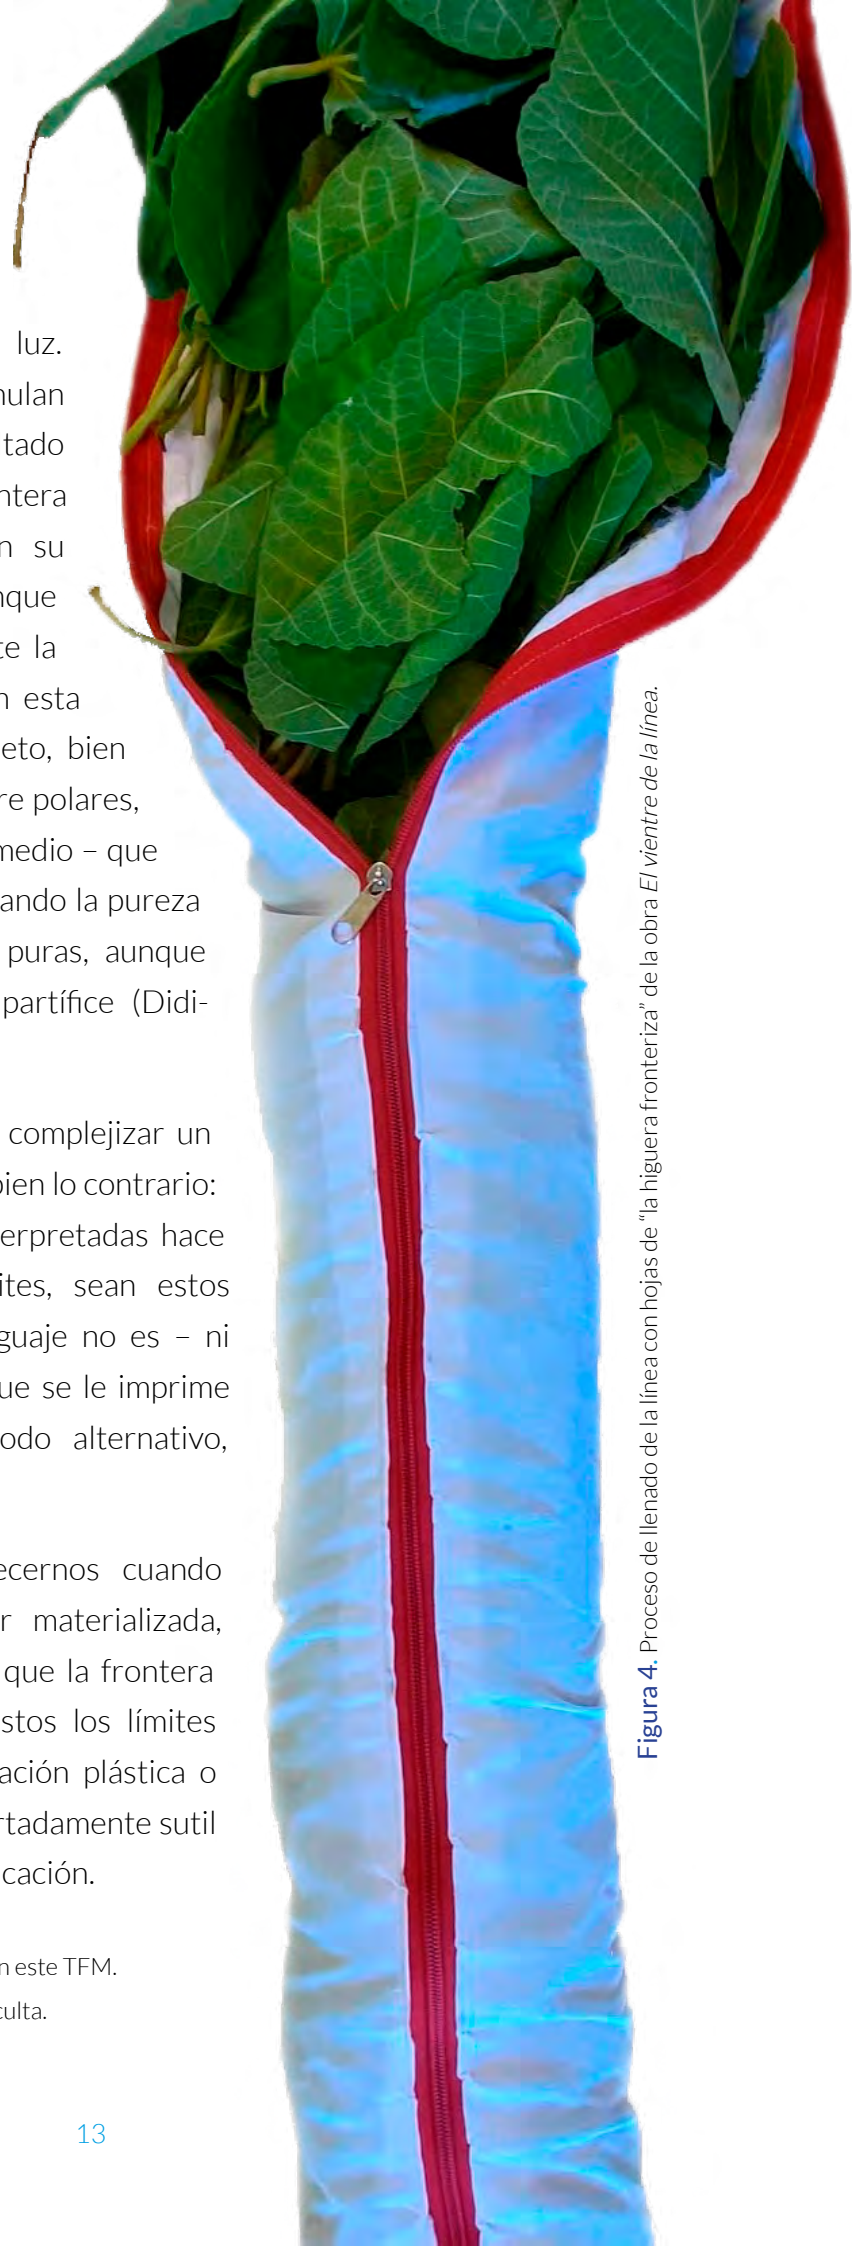 luz.
nulan
tado
ntera
n su
nque
te la
n esta
eto, bien
re polares,
medio – que
ando la pureza
puras, aunque
partífice (Didi-
complejizar un
bien lo contrario:
erpretadas hace
ites, sean estos
guaje no es – ni
ue se le imprime
odo alternativo,
ecernos cuando
r materializada,
que la frontera
stos los límites
ación plástica o
rtadamente sutil
cación.
n este TFM.
culta.
13
Figura 4. Proceso de llenado de la línea con hojas de “la higuera fronteriza” de la obra El vientre de la línea.